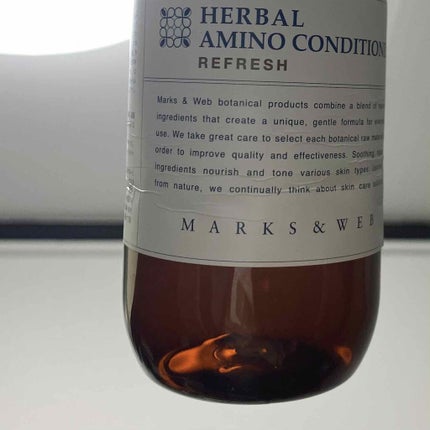 HERBAL
AMINO CONDITION
REFRESH
Marks & Web botanical products combine a blend of
ingredients that create a unique, gentle formula for
use. We take great care to select each botanical raw
order to improve quality and effectiveness. Soothing,
ingredients nourish and tone various skin types.
from nature, we continually think about skin care
MARKS & WEB